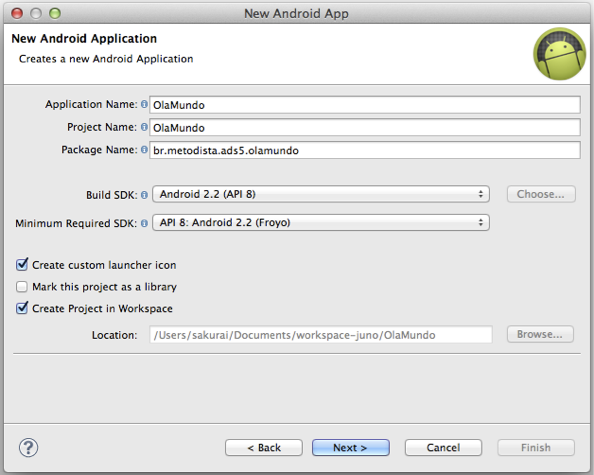 New Android App
New Android Application
Creates a new Android Application
Application Name: OlaMundo
Project Name: OlaMundo
Package Name: br.metodista.ads5.olamundo
Build SDK: Android 2.2 (API 8) Choose...
Minimum Required SDK: API 8: Android 2.2 (Froyo)
Create custom launcher icon
Mark this project as a library
Create Project in Workspace
Location: /Users/sakurai/Documents/workspace-juno/OlaMundo Browse...
? < Back Next > Cancel Finish